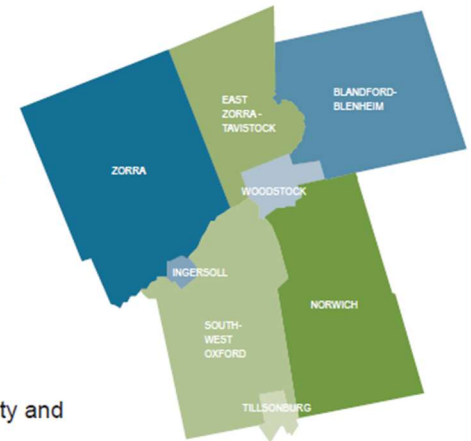 EAST
ZORRA -
TAVISTOCK
BLANDFORD-
BLENHEIM
ZORRA
WOODSTOCK
INGERSOLL
NORWICH
SOUTH-
WEST
OXFORD
TILLSONBURG
ty and